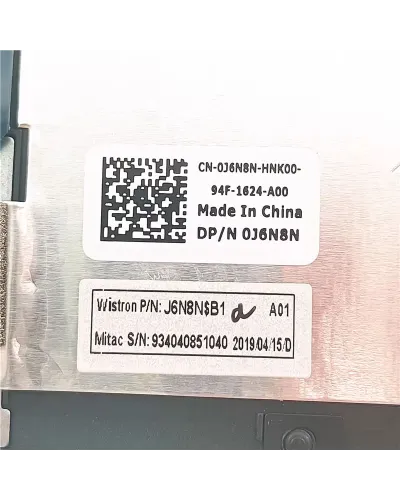 CN-0J6N8N-HNK00-
94F-1624-A00
Made In China
DP/N 0J6N8N
Wistron P/N: J6N8N$B1 A01
Mitac S/N: 934040851040 2019/04/15/D